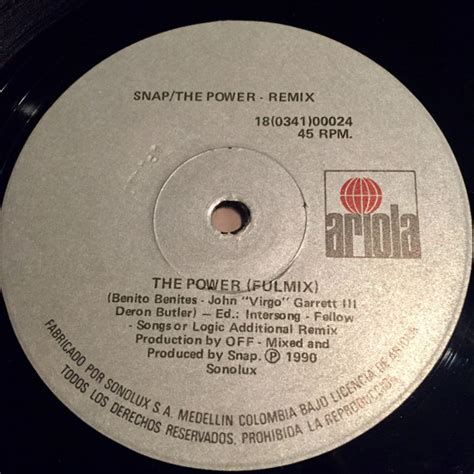 SNAP/THE POWER - REMIX
18(0341)00024
45 RPM.
ariola
THE POWER (FULMIX)
(Benito Benites - John "Virgo" Garrett III
Deron Butler) — Ed.: Intersong - Fellow
- Songs or Logic Additional Remix
Production by OFF - Mixed and
Produced by Snap. Ⓟ 1990
Sonolux
FABRICADO POR SONOLUX S A. MEDELLIN COLOMBIA BAJO LICENCIA DE ARIOLA
TODOS LOS DERECHOS RESERVADOS, PROHIBIDA LA REPRODUCCION